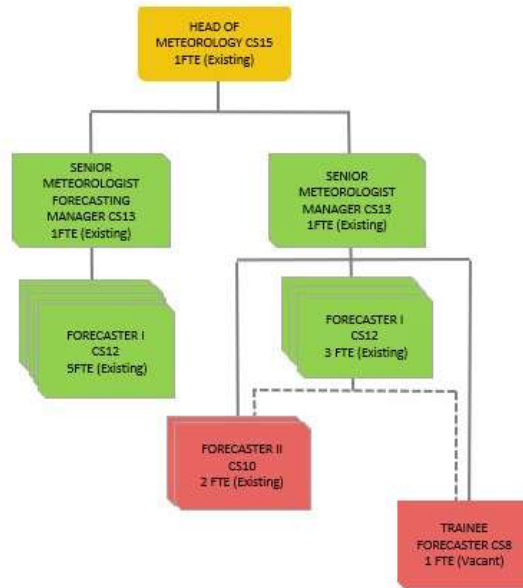 HEAD OF
METEOROLOGY CS15
1FTE (Existing)
SENIOR
METEOROLOGIST
FORECASTING
MANAGER CS13
1FTE (Existing)
SENIOR
METEOROLOGIST
MANAGER CS13
1FTE (Existing)
FORECASTER I
CS12
5FTE (Existing)
FORECASTER I
CS12
3 FTE (Existing)
FORECASTER II
CS10
2 FTE (Existing)
TRAINEE
FORECASTER CS8
1 FTE (Vacant)